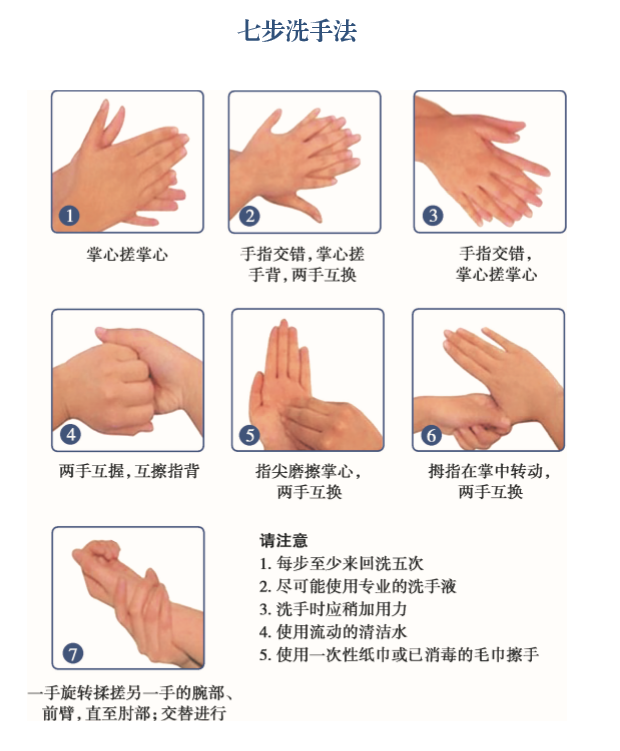 七步洗手法
1
2
3
掌心搓掌心
手指交错，掌心搓
手背，两手互换
手指交错，
掌心搓掌心
4
5
6
两手互握，互擦指背
指尖磨擦掌心，
两手互换
拇指在掌中转动，
两手互换
7
一手旋转揉搓另一手的腕部、
前臂，直至肘部；交替进行
请注意
1. 每步至少来回洗五次
2. 尽可能使用专业的洗手液
3. 洗手时应稍加用力
4. 使用流动的清洁水
5. 使用一次性纸巾或已消毒的毛巾擦手